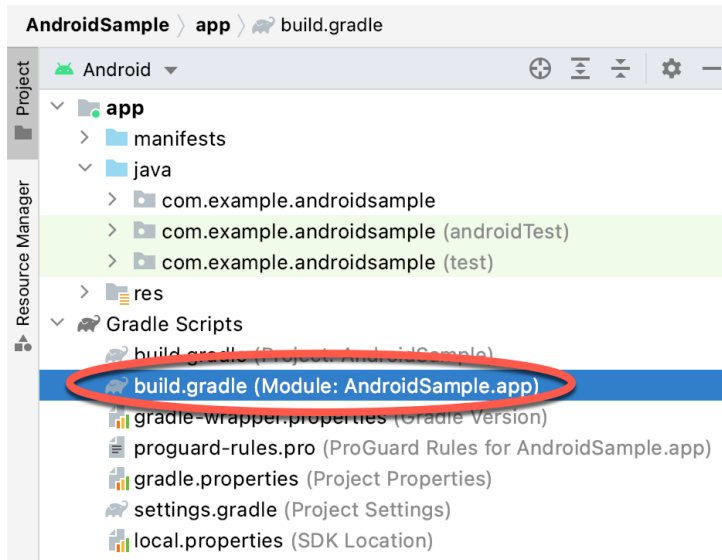 AndroidSample app build.gradle
Project
Resource Manager
Android
app
manifests
java
com.example.androidsample
com.example.androidsample (androidTest)
com.example.androidsample (test)
res
Gradle Scripts
build.gradle (Project: AndroidSample)
build.gradle (Module: AndroidSample.app)
gradle-wrapper.properties (Gradle Version)
proguard-rules.pro (ProGuard Rules for AndroidSample.app)
gradle.properties (Project Properties)
settings.gradle (Project Settings)
local.properties (SDK Location)